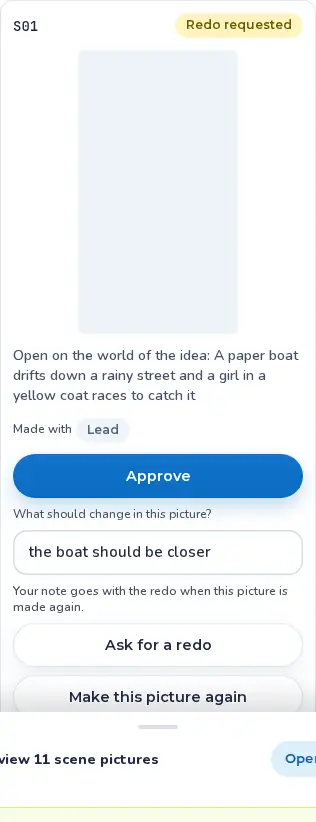 S01
Redo requested
Open on the world of the idea: A paper boat
drifts down a rainy street and a girl in a
yellow coat races to catch it
Made with Lead
Approve
What should change in this picture?
the boat should be closer
Your note goes with the redo when this picture is
made again.
Ask for a redo
Make this picture again
view 11 scene pictures
Open